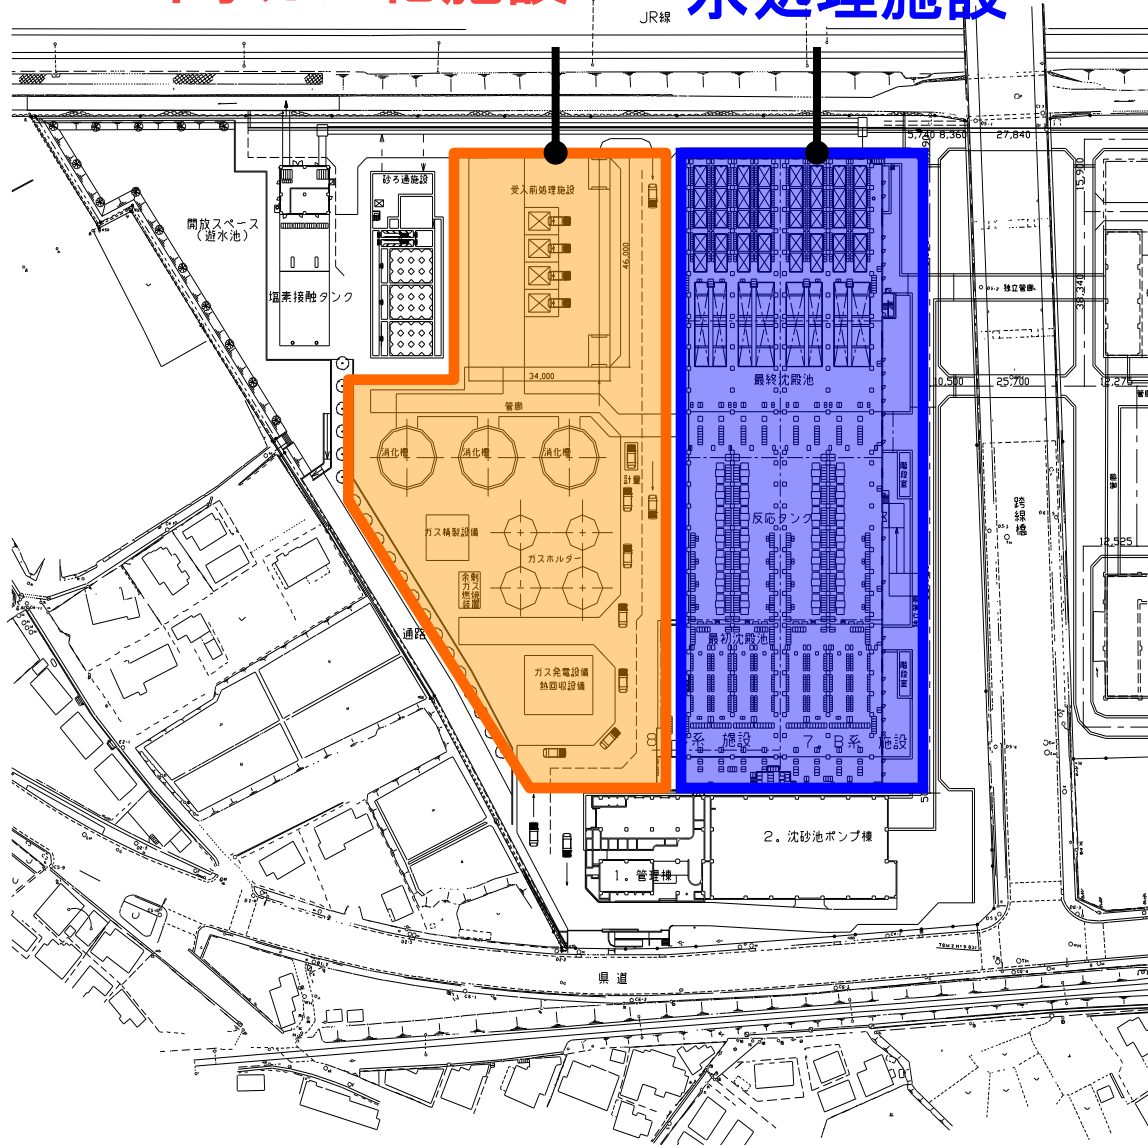 水処理施設
JR線
5,740 8,360
27,840
15,900
砂ろ過施設
受入前処理施設
開放スペース
(遊水池)
46,000
38,340
独立管廊
塩素接触タンク
34,000
最終沈殿池
10,500
25,700
12,275
管廊
消化槽
消化槽
消化槽
計量
階段室
管廊
跨線橋
反応タンク
ガス精製設備
ガスホルダー
12,525
余剰
ガス
燃焼
装置
通路
最初沈殿池
階段室
ガス発電設備
熱回収設備
系 施設
7. B系 施設
2. 沈砂池ポンプ棟
1. 管理棟
県道